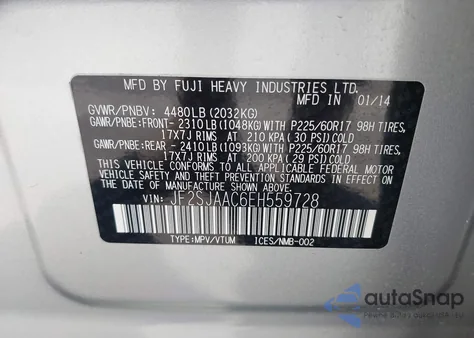 MFD BY FUJI HEAVY INDUSTRIES LTD. 01/14
GVWR/PNBV: 4480LB(2032KG)
GAWR/PNBE:FRONT- 2310LB(1048KG)WITH P225/60R17 98H TIRES,
17X7J RIMS AT 210 KPA(30 PSI)COLD
GAWR/PNBE:REAR - 2410LB(1093KG)WITH P225/60R17 98H TIRES,
17X7J RIMS AT 200 KPA(29 PSI)COLD
THIS VEHICLE CONFORMS TO ALL APPLICABLE FEDERAL MOTOR
VEHICLE SAFETY AND THEFT PREVENTION STANDARDS IN EFFECT
ON THE DATE OF MANUFACTURE SHOWN ABOVE.
VIN: JF2SJAAC6EH559728
TYPE:MPV/VTUM ICES/NMB-002
autoSnap